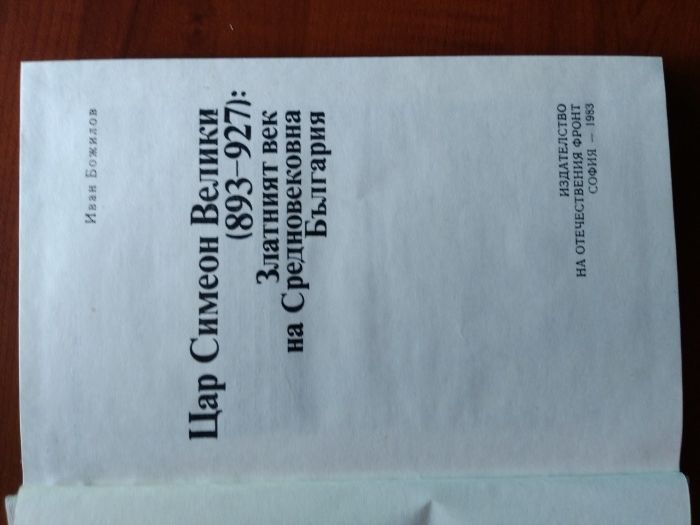 Иван Божилов
Цар Симеон Велики
(893–927):
Златният век
на Средновековна
България
ИЗДАТЕЛСТВО
НА ОТЕЧЕСТВЕНИЯ ФРОНТ
СОФИЯ — 1983